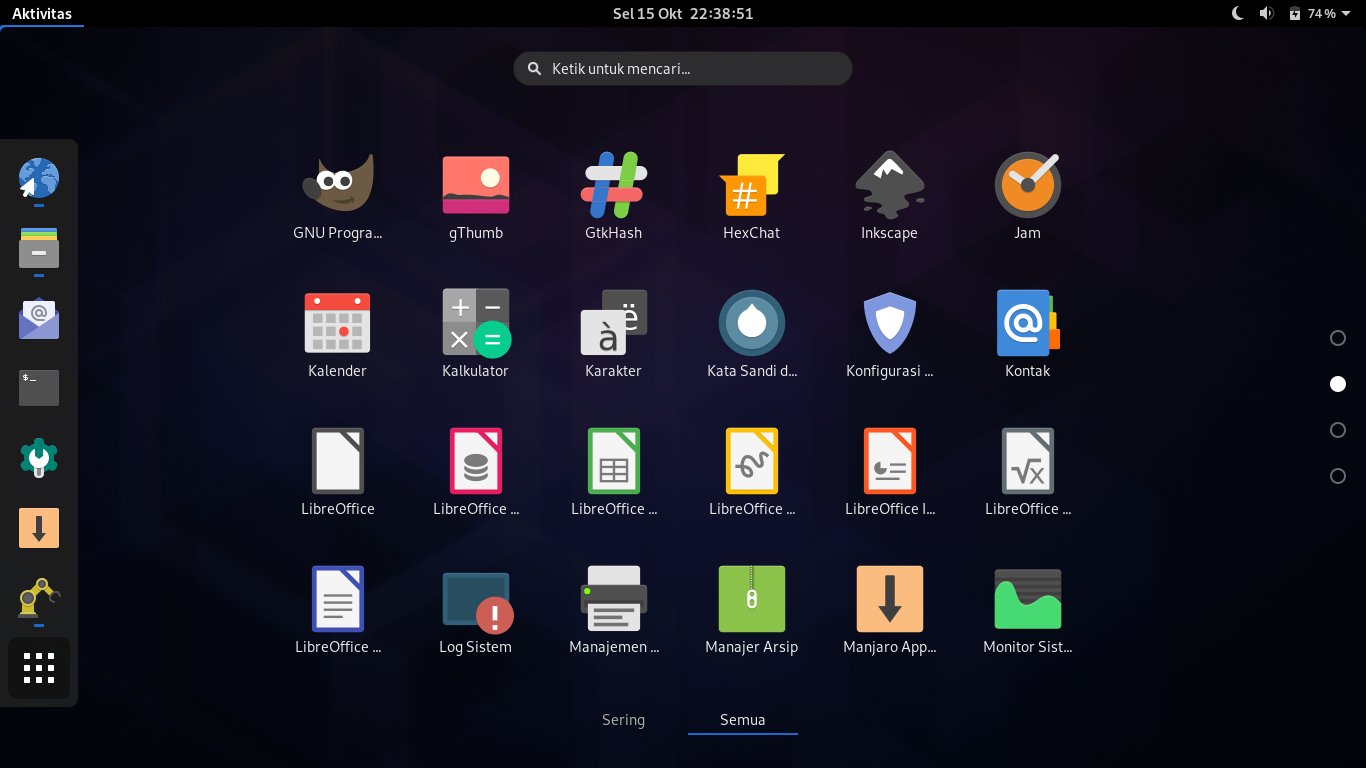 Aktivitas
Sel 15 Okt 22:38:51
74%
Ketik untuk mencari...
GNU Progra...
gThumb
GtkHash
HexChat
Inkscape
Jam
Kalender
Kalkulator
Karakter
Kata Sandi d...
Konfigurasi ...
Kontak
LibreOffice
LibreOffice ...
LibreOffice ...
LibreOffice ...
LibreOffice I...
LibreOffice ...
LibreOffice ...
Log Sistem
Manajemen ...
Manajer Arsip
Manjaro App...
Monitor Sist...
Sering
Semua